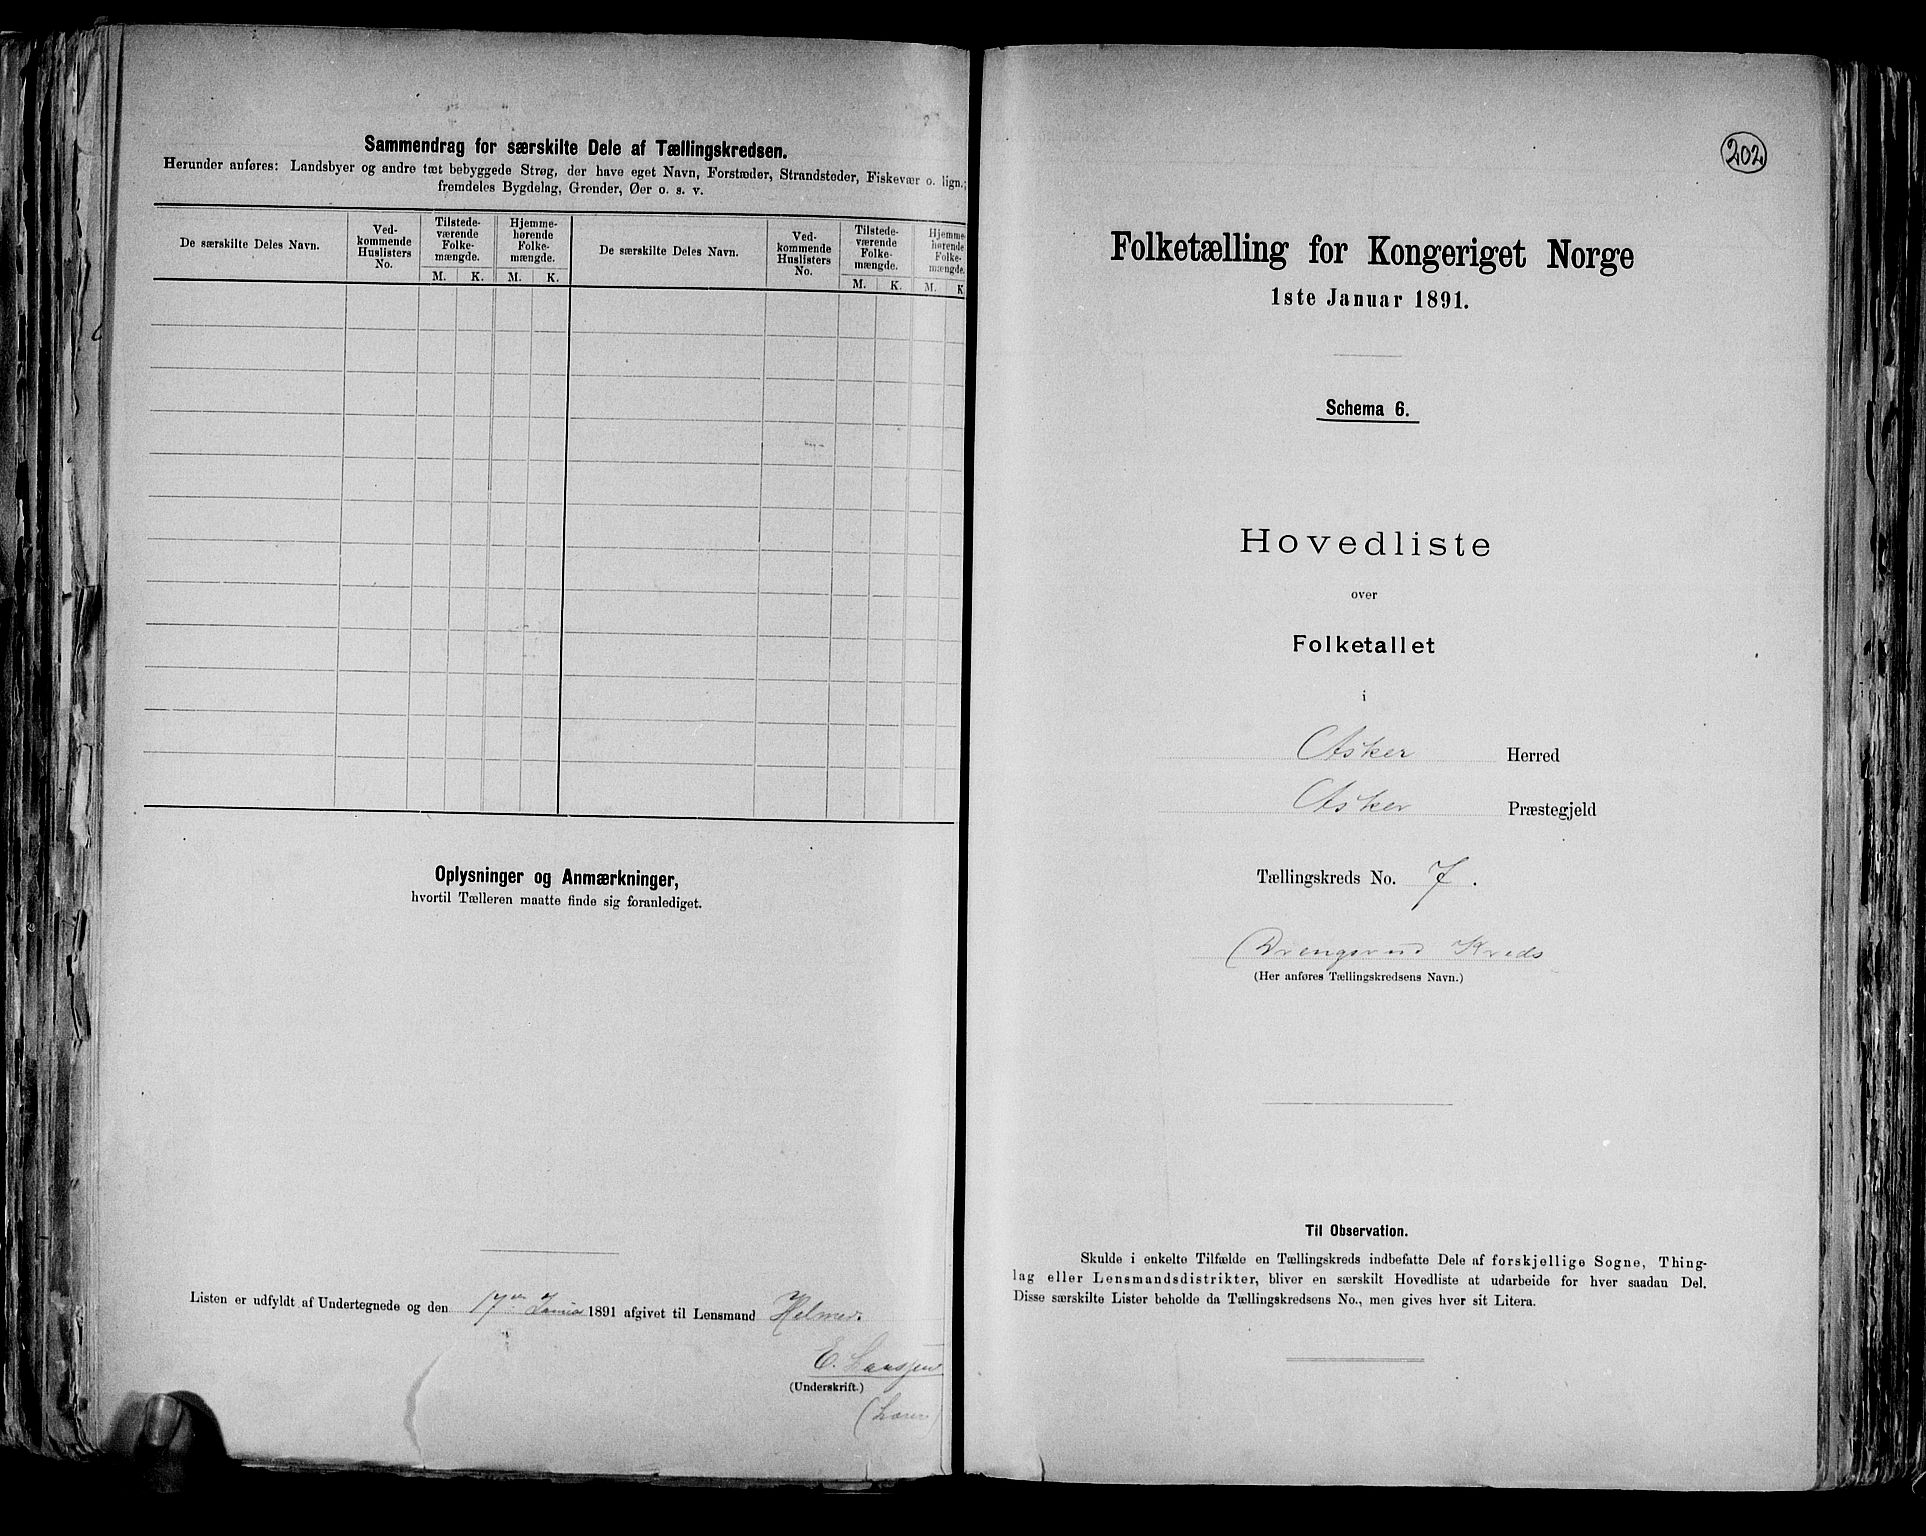 Sammendrag for særskilte Dele af Tællingskredsen.
Herunder anføres: Landsbyer og andre tæt bebyggede Strøg, der have eget Navn, Forstæder, Strandsteder, Fiskevær o. lign.;
fremdeles Bygdelag, Grender, Øer o. s. v.
De særskilte Deles Navn.
Ved-
kommende
Huslisters
No.
Tilstede-
værende
Folke-
mængde.
Hjemme-
hørende
Folke-
mængde.
M. K. M. K.
De særskilte Deles Navn.
Ved-
kommende
Huslisters
No.
Tilstede-
værende
Folke-
mængde.
Hjemme-
hørende
Folke-
mængde.
M. K. M. K
Oplysninger og Anmærkninger,
hvortil Tælleren maatte finde sig foranlediget.
Listen er udfyldt af Undertegnede og den 17de 1891 afgivet til Lensmand
E.
(Underskrift.)
202
Folketælling for Kongeriget Norge
1ste Januar 1891.
Schema 6.
Hovedliste
over
Folketallet
i
Asker Herred
Asker Præstegjeld
Tællingskreds No. 7.
Drengsrud Kreds
(Her anføres Tællingskredsens Navn.)
Til Observation.
Skulde i enkelte Tilfælde en Tællingskreds indbefatte Dele af forskjellige Sogne, Thing-
lag eller Lensmandsdistrikter, bliver en særskilt Hovedliste at udarbeide for hver saadan Del.
Disse særskilte Lister beholde da Tællingskredsens No., men gives hver sit Litera.